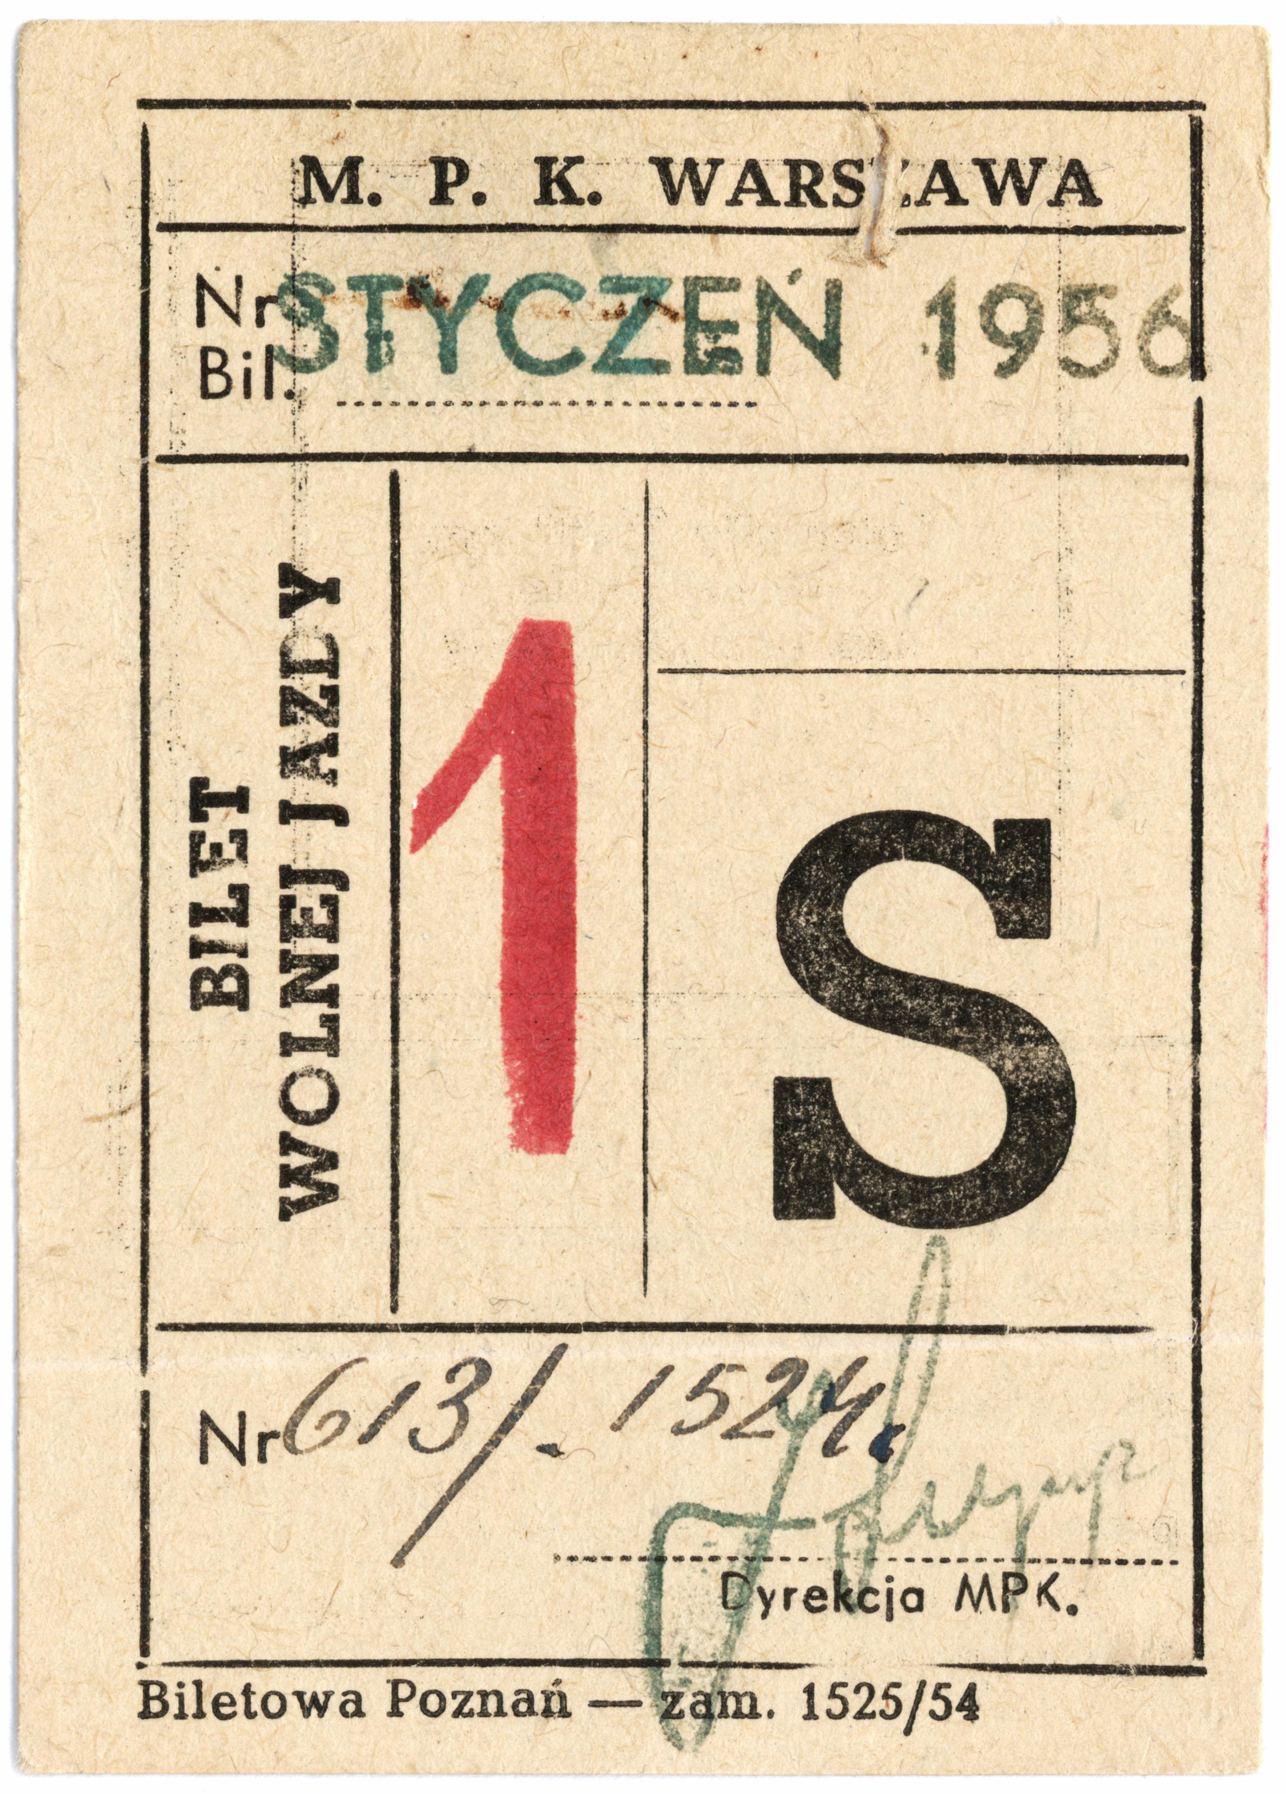 M. P. K. WARSZAWA
Nr
Bil.
STYCZEŃ 1956
BILET
WOLNEJ JAZDY
1
S
Nr 613/. 1524.
Dyrekcja MPK.
Biletowa Poznań — zam. 1525/54